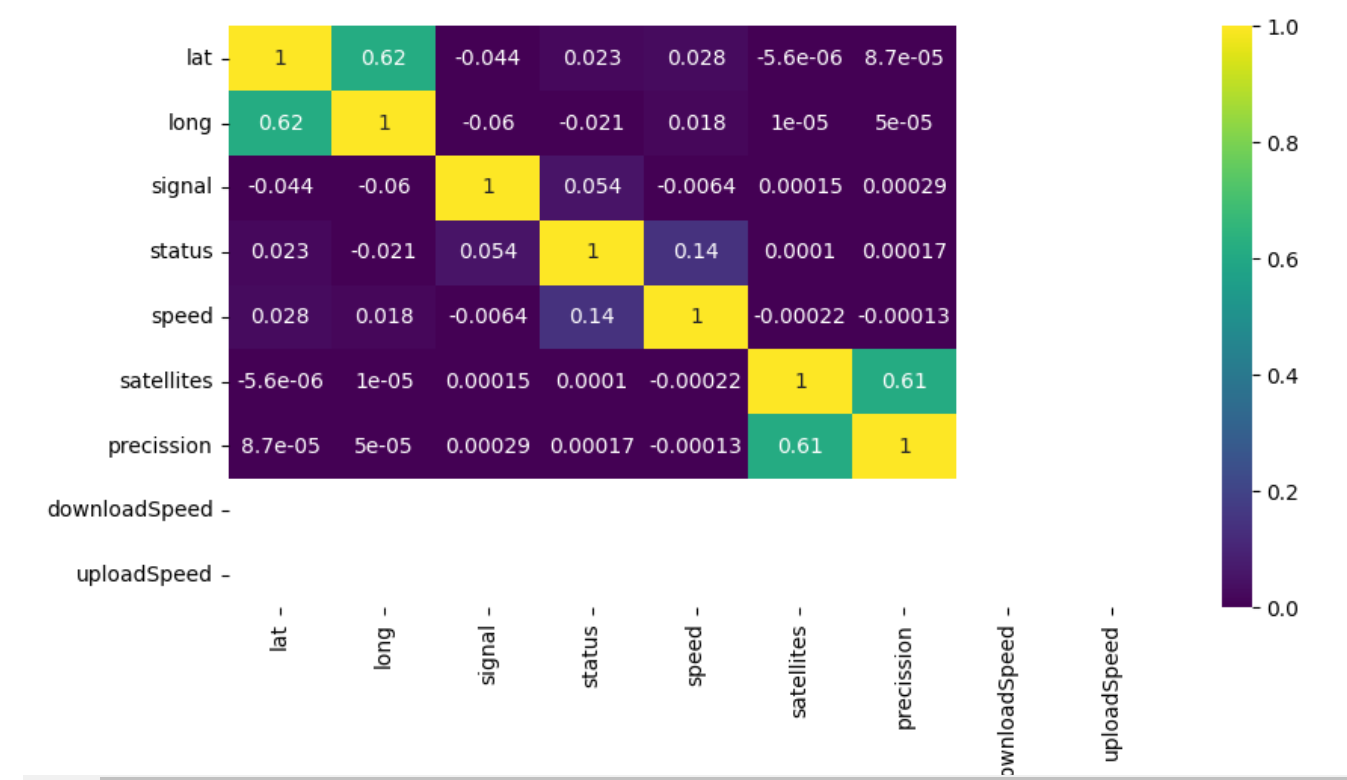 lat 1 0.62 -0.044 0.023 0.028 -5.6e-06 8.7e-05
long 0.62 1 -0.06 -0.021 0.018 1e-05 5e-05
signal -0.044 -0.06 1 0.054 -0.0064 0.00015 0.00029
status 0.023 -0.021 0.054 1 0.14 0.0001 0.00017
speed 0.028 0.018 -0.0064 0.14 1 -0.00022 -0.00013
satellites -5.6e-06 1e-05 0.00015 0.0001 -0.00022 1 0.61
precission 8.7e-05 5e-05 0.00029 0.00017 -0.00013 0.61 1
downloadSpeed
uploadSpeed
lat
long
signal
status
speed
satellites
precission
ownloadSpeed
uploadSpeed
1.0
0.8
0.6
0.4
0.2
0.0